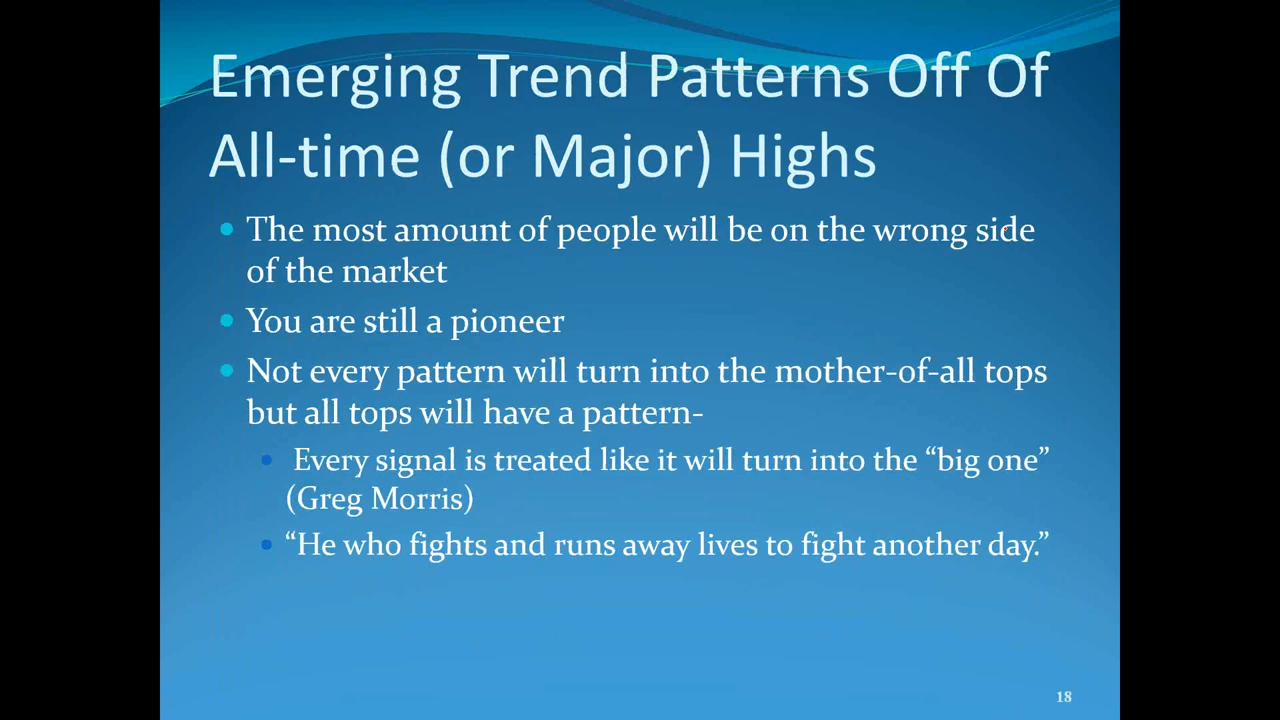 Emerging Trend Patterns Off Of
All-time (or Major) Highs
• The most amount of people will be on the wrong side
of the market
• You are still a pioneer
• Not every pattern will turn into the mother-of-all tops
but all tops will have a pattern-
• Every signal is treated like it will turn into the “big one”
(Greg Morris)
• “He who fights and runs away lives to fight another day.”
18